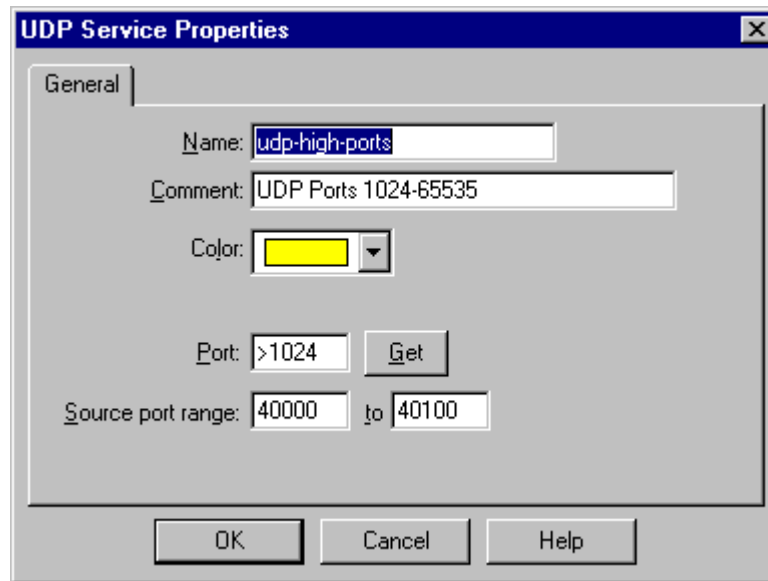 UDP Service Properties
General
Name: udp-high-ports
Comment: UDP Ports 1024-65535
Color:
Port: >1024 Get
Source port range: 40000 to 40100
OK Cancel Help